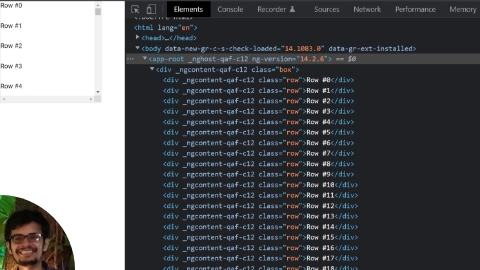 Row #0
Row #1
Row #2
Row #3
Row #4
Elements
Console
Recorder
Sources
Network
Performance
Memory
<html lang="en">
<head>…</head>
<body data-new-gr-c-s-check-loaded="14.1083.0" data-gr-ext-installed>
<app-root _nghost-qaf-c12 ng-version="14.2.6"> == $0
<div _ngcontent-qaf-c12 class="box">
<div _ngcontent-qaf-c12 class="row">Row #0</div>
<div _ngcontent-qaf-c12 class="row">Row #1</div>
<div _ngcontent-qaf-c12 class="row">Row #2</div>
<div _ngcontent-qaf-c12 class="row">Row #3</div>
<div _ngcontent-qaf-c12 class="row">Row #4</div>
<div _ngcontent-qaf-c12 class="row">Row #5</div>
<div _ngcontent-qaf-c12 class="row">Row #6</div>
<div _ngcontent-qaf-c12 class="row">Row #7</div>
<div _ngcontent-qaf-c12 class="row">Row #8</div>
<div _ngcontent-qaf-c12 class="row">Row #9</div>
<div _ngcontent-qaf-c12 class="row">Row #10</div>
<div _ngcontent-qaf-c12 class="row">Row #11</div>
<div _ngcontent-qaf-c12 class="row">Row #12</div>
<div _ngcontent-qaf-c12 class="row">Row #13</div>
<div _ngcontent-qaf-c12 class="row">Row #14</div>
<div _ngcontent-qaf-c12 class="row">Row #15</div>
<div _ngcontent-qaf-c12 class="row">Row #16</div>
<div _ngcontent-qaf-c12 class="row">Row #17</div>
<div _ngcontent-qaf-c12 class="row">Row #18</div>